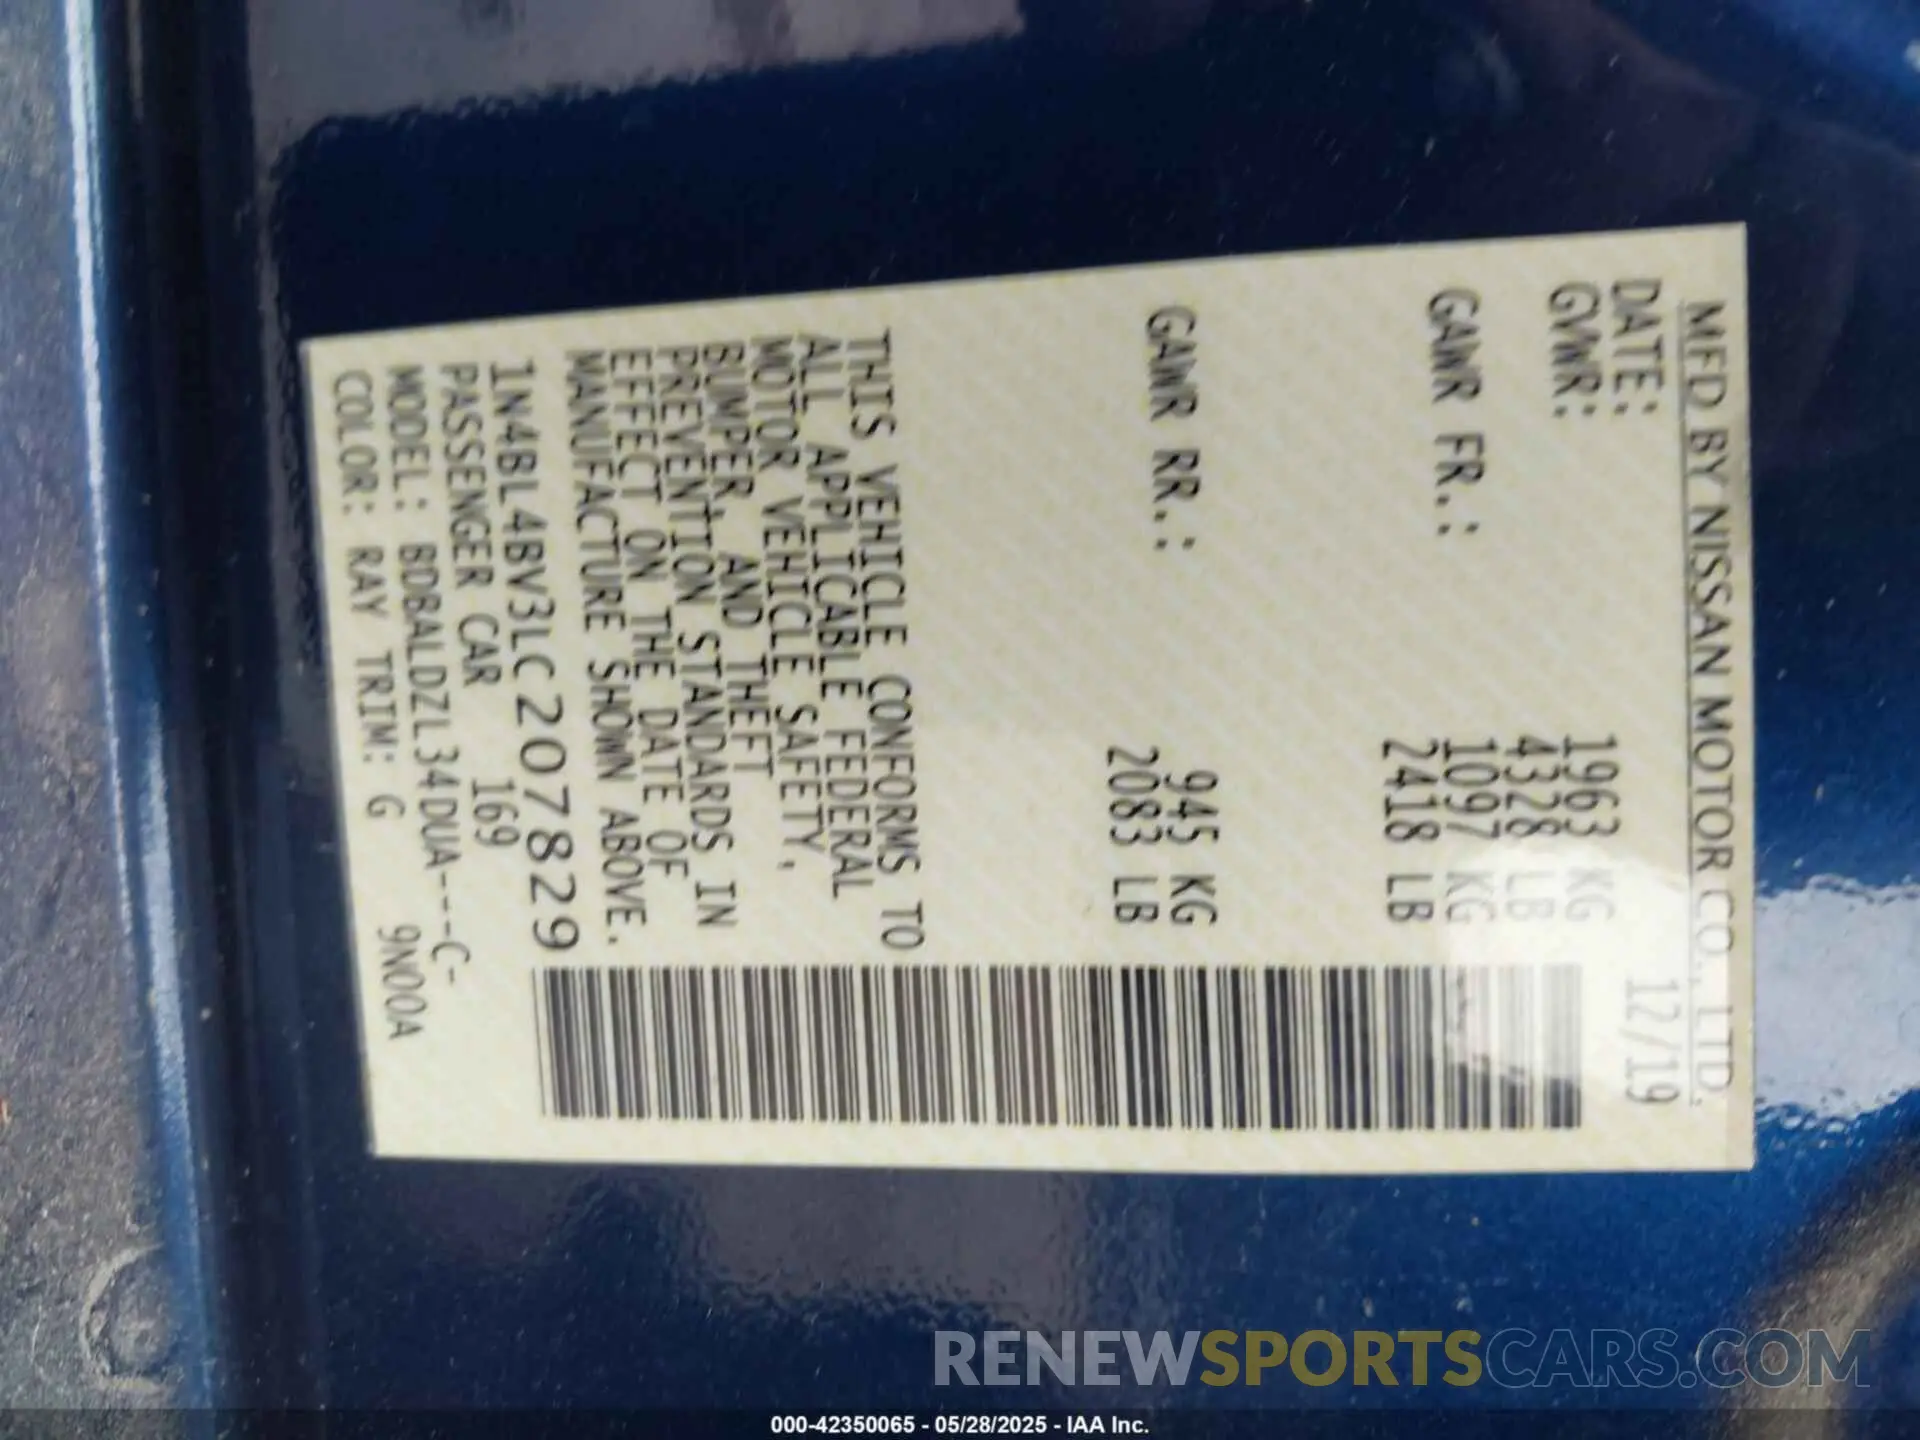 MFD BY NISSAN MOTOR CO., LTD.
DATE: 12/19
GVWR: 1963 KG
4328 LB
GAWR FR.: 1097 KG
2418 LB
GAWR RR.: 945 KG
2083 LB
THIS VEHICLE CONFORMS TO
ALL APPLICABLE FEDERAL
MOTOR VEHICLE SAFETY,
BUMPER, AND THEFT
PREVENTION STANDARDS IN
EFFECT ON THE DATE OF
MANUFACTURE SHOWN ABOVE.
1N4BL4BV3LC207829
PASSENGER CAR 169
MODEL: BDBALDZL34DUA---C-
COLOR: RAY TRIM: G 9N00A
RENEWSPORTSCARS.COM
000-42350065 - 05/28/2025 - IAA Inc.